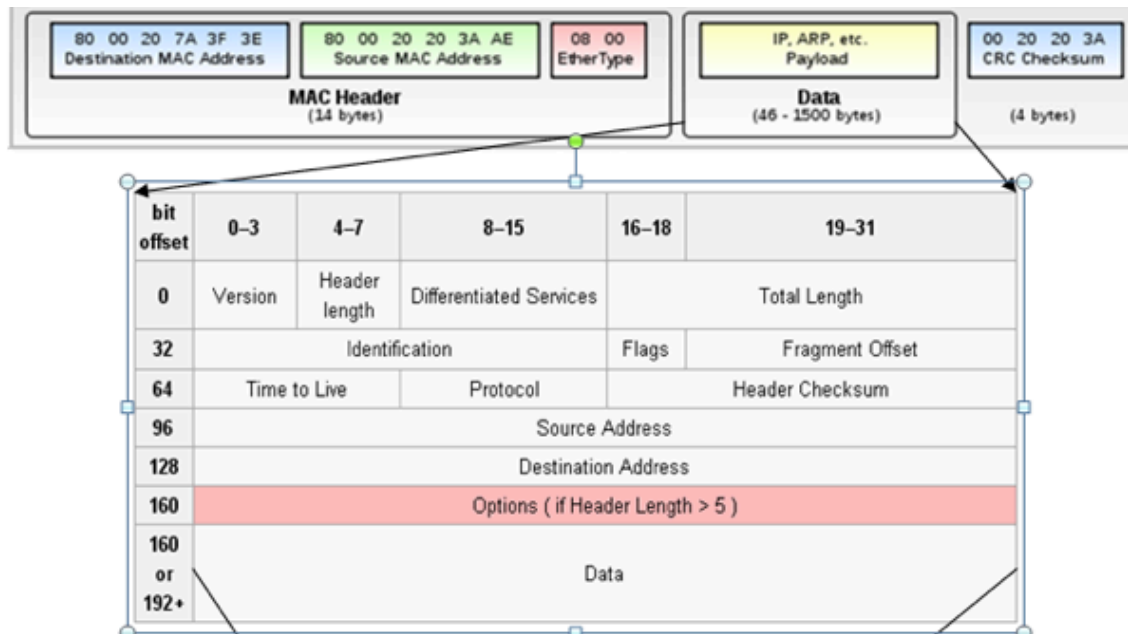 80 00 20 7A 3F 3E
Destination MAC Address
80 00 20 20 3A AE
Source MAC Address
08 00
EtherType
IP, ARP, etc.
Payload
00 20 20 3A
CRC Checksum
MAC Header
(14 bytes)
Data
(46 - 1500 bytes)
(4 bytes)
bit offset 0–3 4–7 8–15 16–18 19–31
0 Version Header length Differentiated Services Total Length
32 Identification Flags Fragment Offset
64 Time to Live Protocol Header Checksum
96 Source Address
128 Destination Address
160 Options ( if Header Length > 5 )
160 or 192+ Data